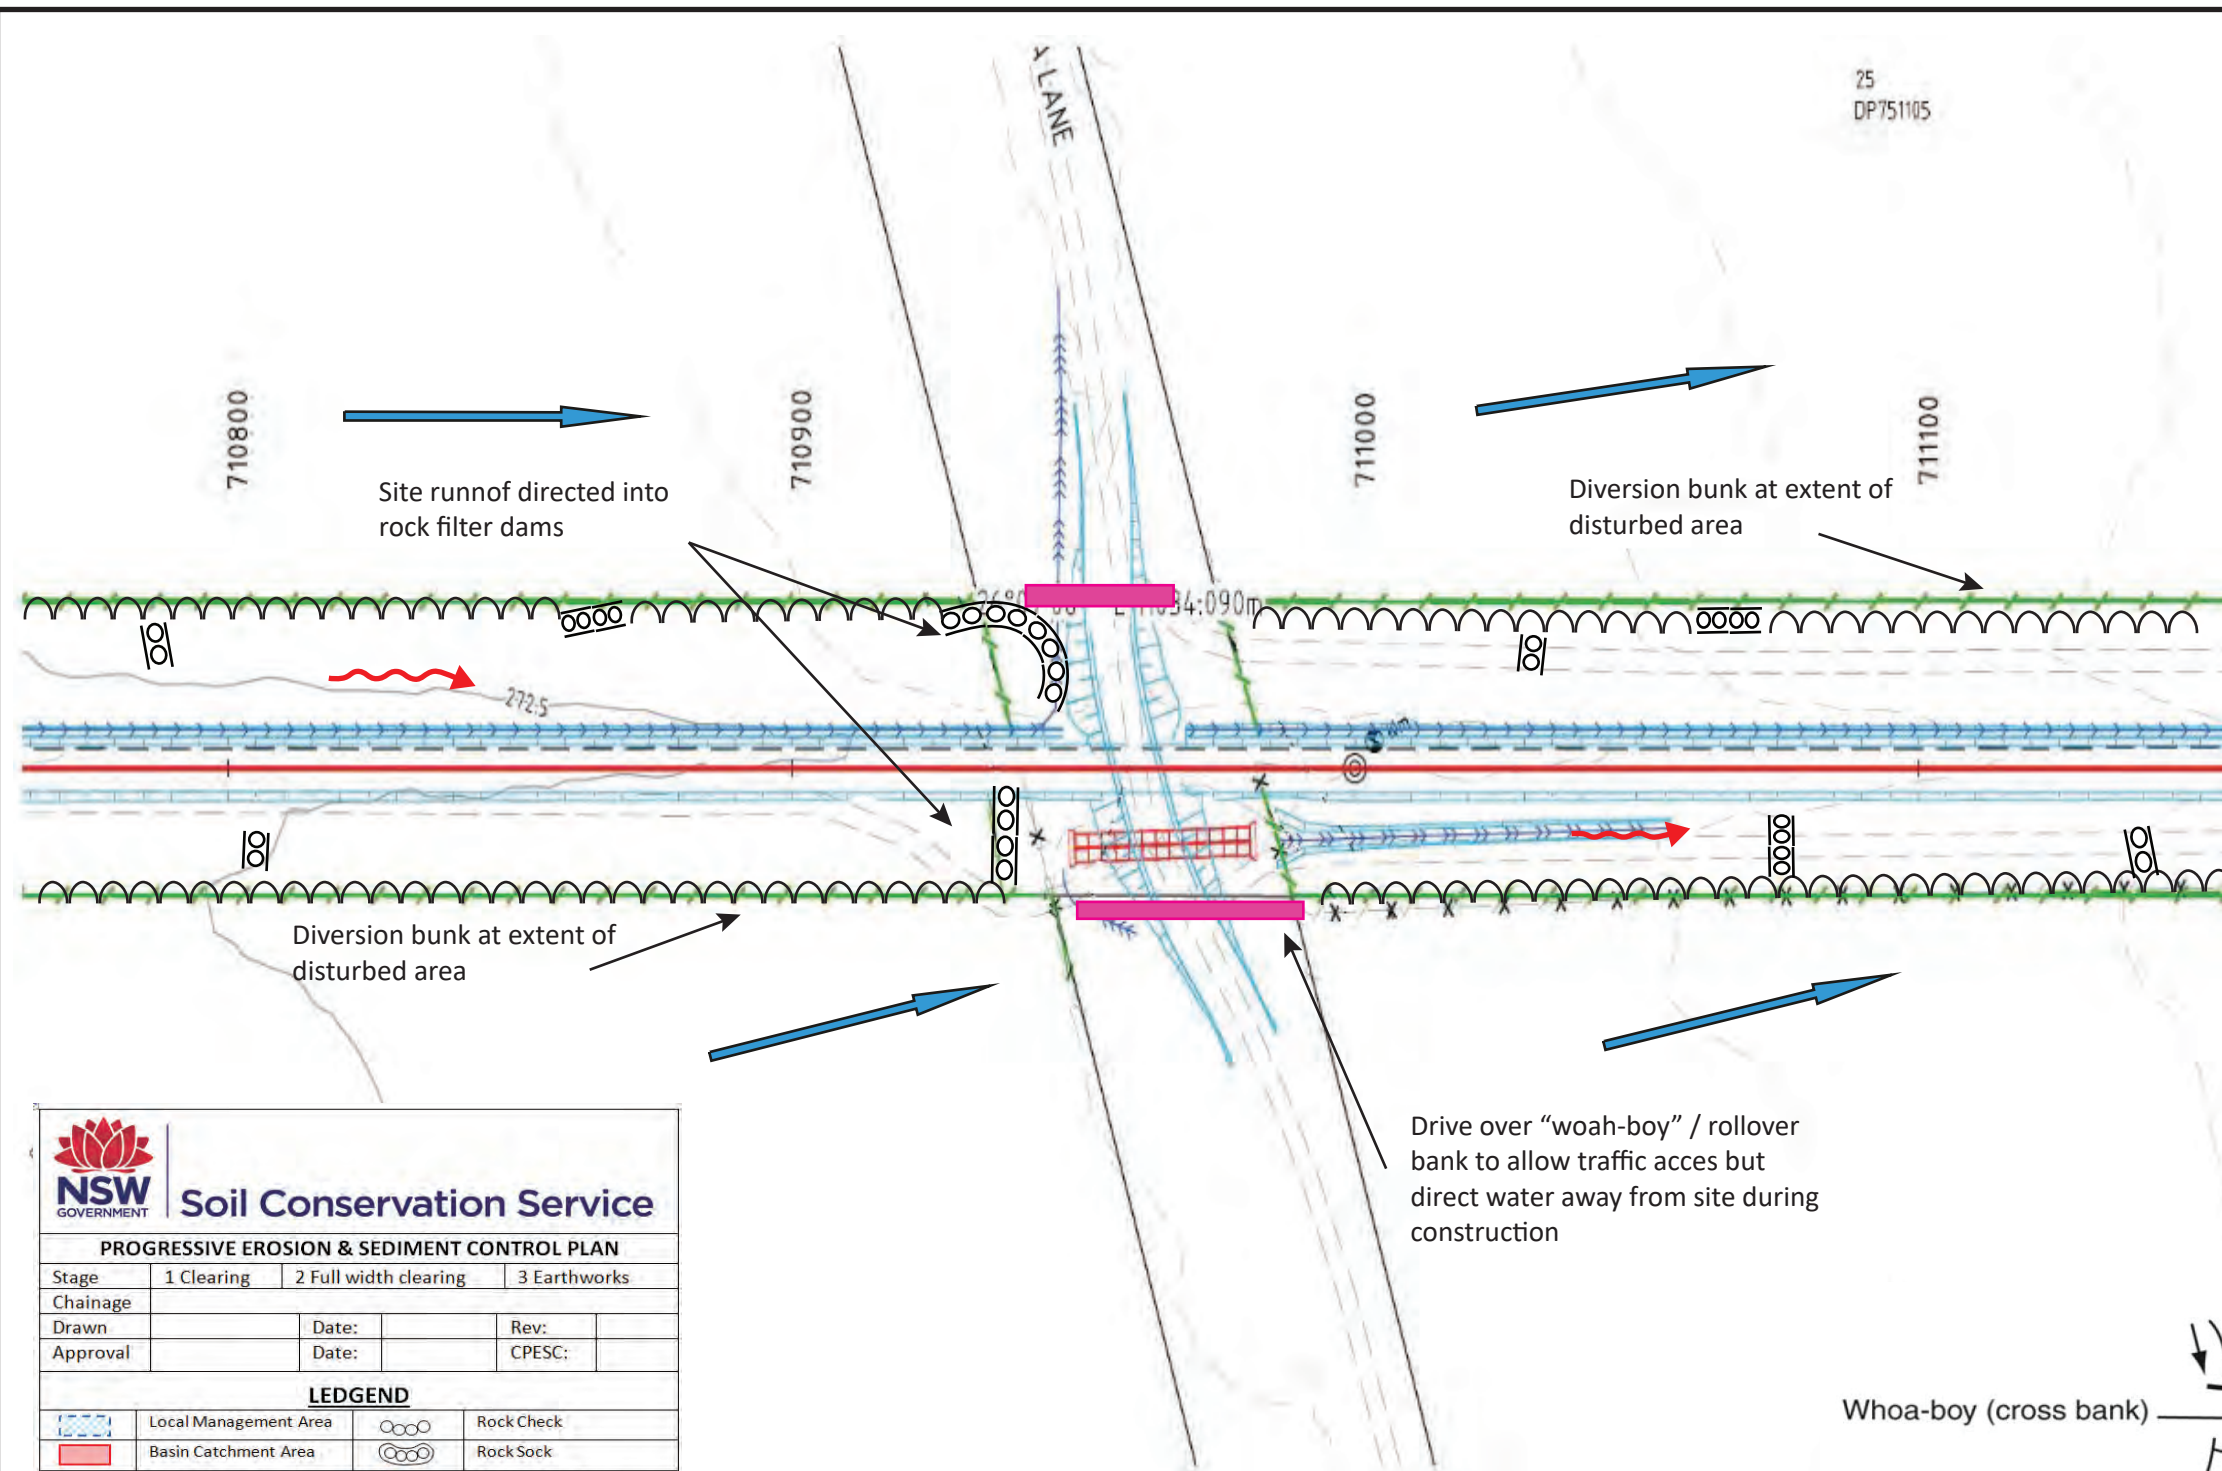 A LANE
25
DP751105
710800
710900
711000
711100
Site runnof directed into
rock filter dams
Diversion bunk at extent of
disturbed area
34:090m
272.5
Diversion bunk at extent of
disturbed area
Drive over “woah-boy” / rollover
bank to allow traffic acces but
direct water away from site during
construction
NSW
GOVERNMENT
Soil Conservation Service
PROGRESSIVE EROSION & SEDIMENT CONTROL PLAN
Stage 1 Clearing 2 Full width clearing 3 Earthworks
Chainage
Drawn Date: Rev:
Approval Date: CPESC:
LEDGEND
Local Management Area Rock Check
Basin Catchment Area Rock Sock
Whoa-boy (cross bank)